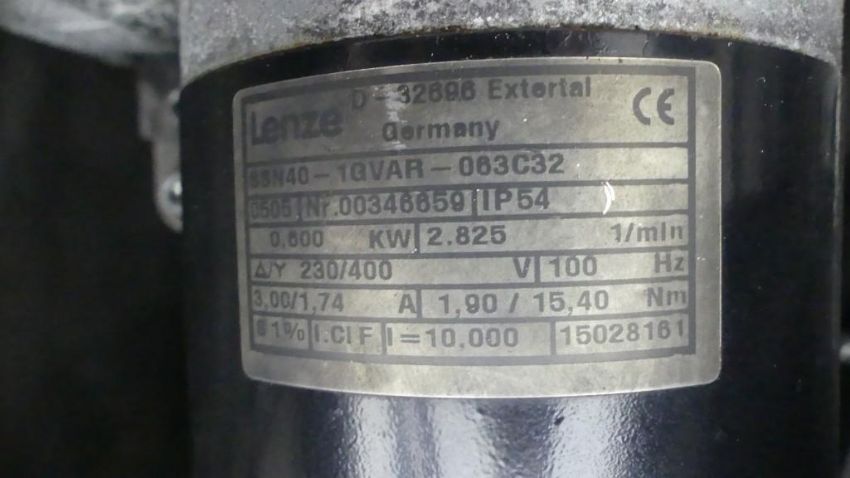 Lenze D-32696 Extertal
Germany
CE
SSN40-1GVAR-063C32
0505 Nr.00346659 IP54
0.600 KW 2.825 1/min
Δ/Y 230/400 V 100 Hz
3,00/1,74 A 1,90 / 15,40 Nm
61% I.Cl F i=10.000 15028161